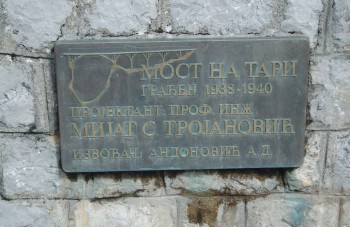 МОСТ НА ТАРИ
ГРАЂЕН 1938-1940
ПРОЈЕКТАНТ ПРОФ. ИНЖ
МИЈАТ С ТРОЈАНОВИЋ
ИЗВОЂАЧ АНДОНОВИЋ А.Д.